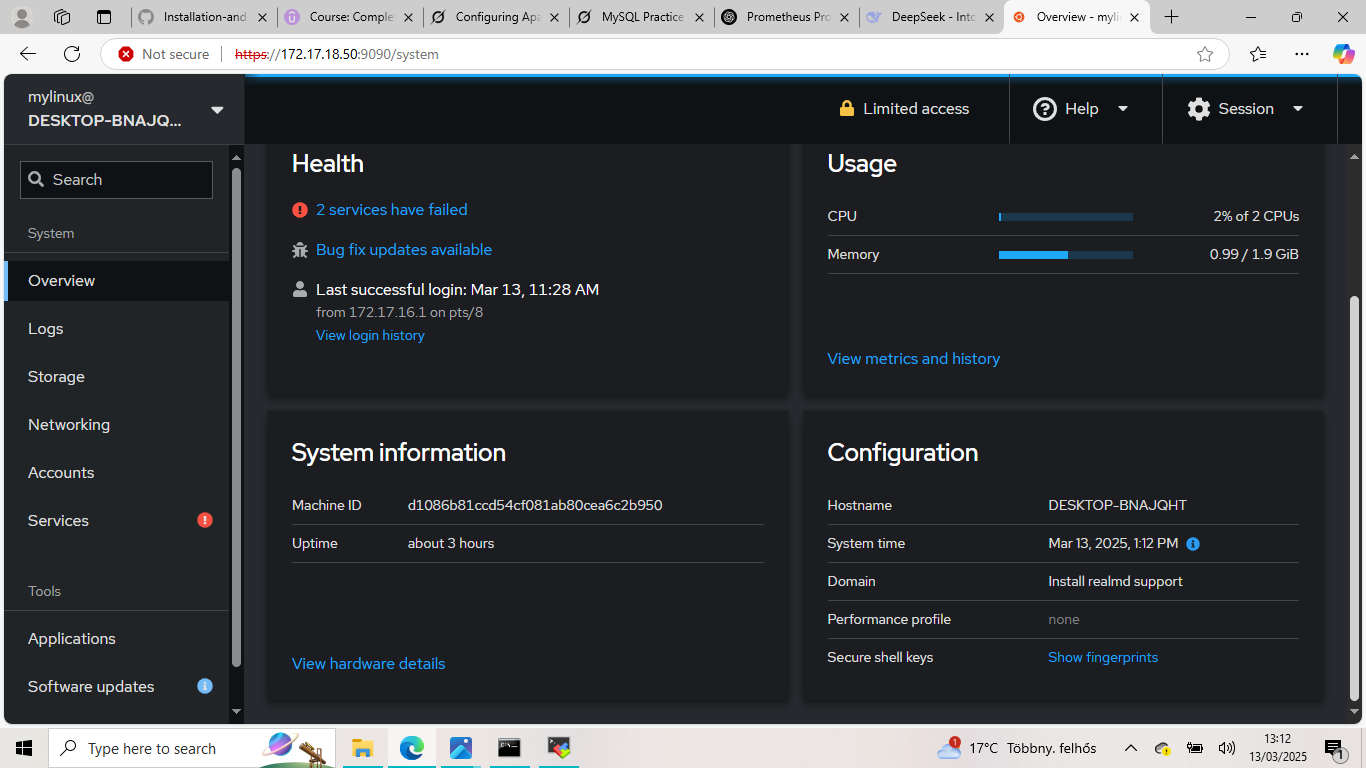 Installation-and
Course: Comple
Configuring Apa
MySQL Practice
Prometheus Pro
DeepSeek - Into
Overview - mylin
Not secure
https://172.17.18.50:9090/system
mylinux@
DESKTOP-BNAJQ...
Limited access
Help
Session
Search
System
Overview
Logs
Storage
Networking
Accounts
Services
Tools
Applications
Software updates
Health
2 services have failed
Bug fix updates available
Last successful login: Mar 13, 11:28 AM
from 172.17.16.1 on pts/8
View login history
Usage
CPU 2% of 2 CPUs
Memory 0.99 / 1.9 GiB
View metrics and history
System information
Machine ID d1086b81ccd54cf081ab80cea6c2b950
Uptime about 3 hours
View hardware details
Configuration
Hostname DESKTOP-BNAJQHT
System time Mar 13, 2025, 1:12 PM
Domain Install realmd support
Performance profile none
Secure shell keys Show fingerprints
Type here to search
1
17°C Többny. felhős
13:12
13/03/2025
1